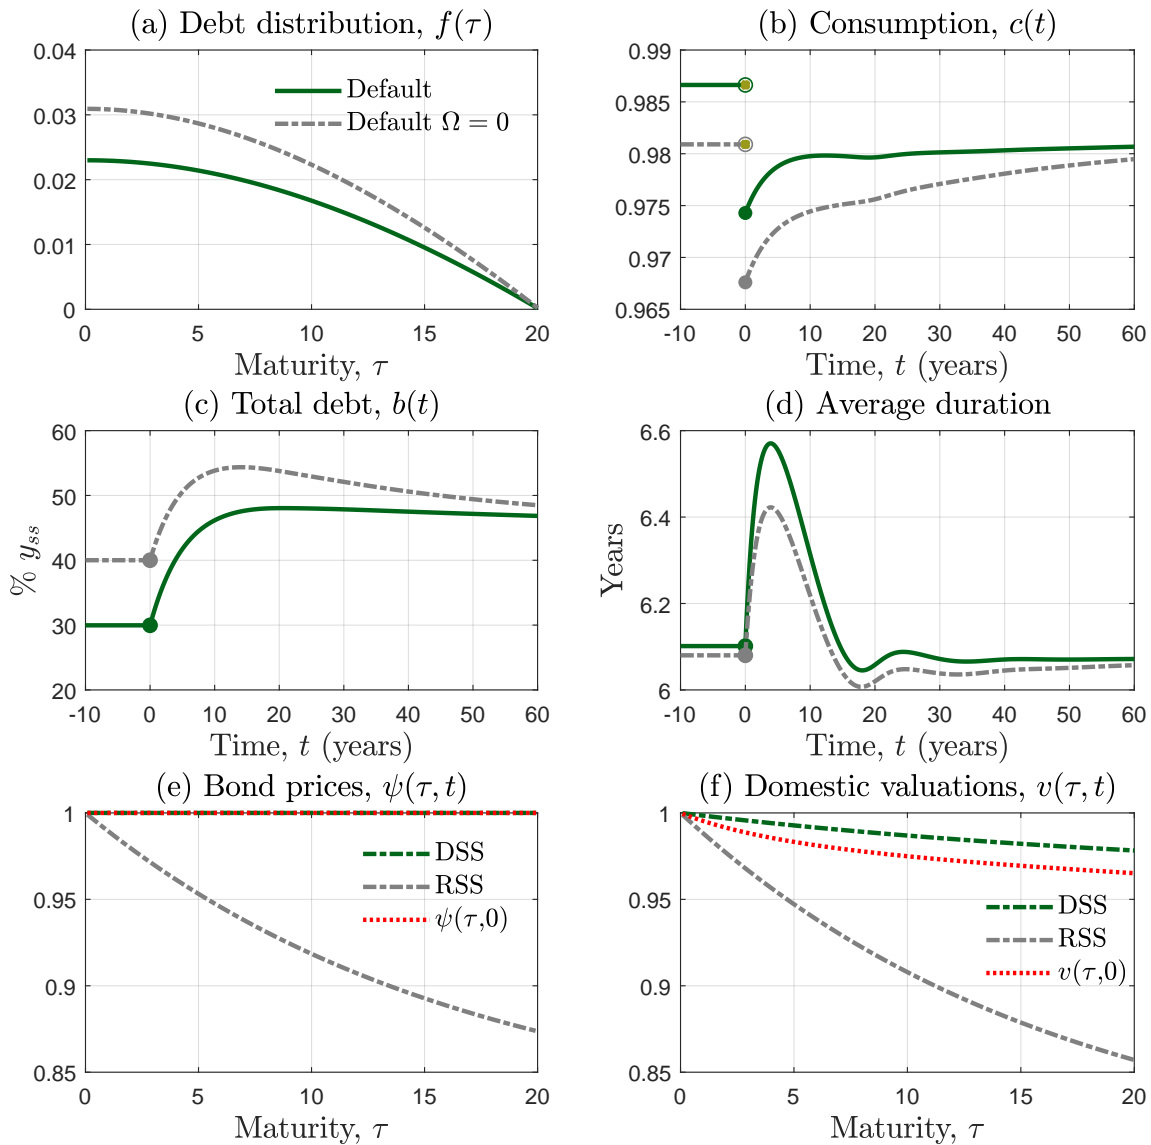 (a) Debt distribution, f(τ)
0.04
0.03
0.02
0.01
0
Default
Default Ω = 0
0 5 10 15 20
Maturity, τ
(b) Consumption, c(t)
0.99
0.985
0.98
0.975
0.97
0.965
-10 0 10 20 30 40 50 60
Time, t (years)
(c) Total debt, b(t)
% y_ss
60
50
40
30
20
-10 0 10 20 30 40 50 60
Time, t (years)
(d) Average duration
Years
6.6
6.4
6.2
6
-10 0 10 20 30 40 50 60
Time, t (years)
(e) Bond prices, ψ(τ, t)
1
0.95
0.9
0.85
DSS
RSS
ψ(τ,0)
0 5 10 15 20
Maturity, τ
(f) Domestic valuations, v(τ, t)
1
0.95
0.9
0.85
DSS
RSS
v(τ,0)
0 5 10 15 20
Maturity, τ